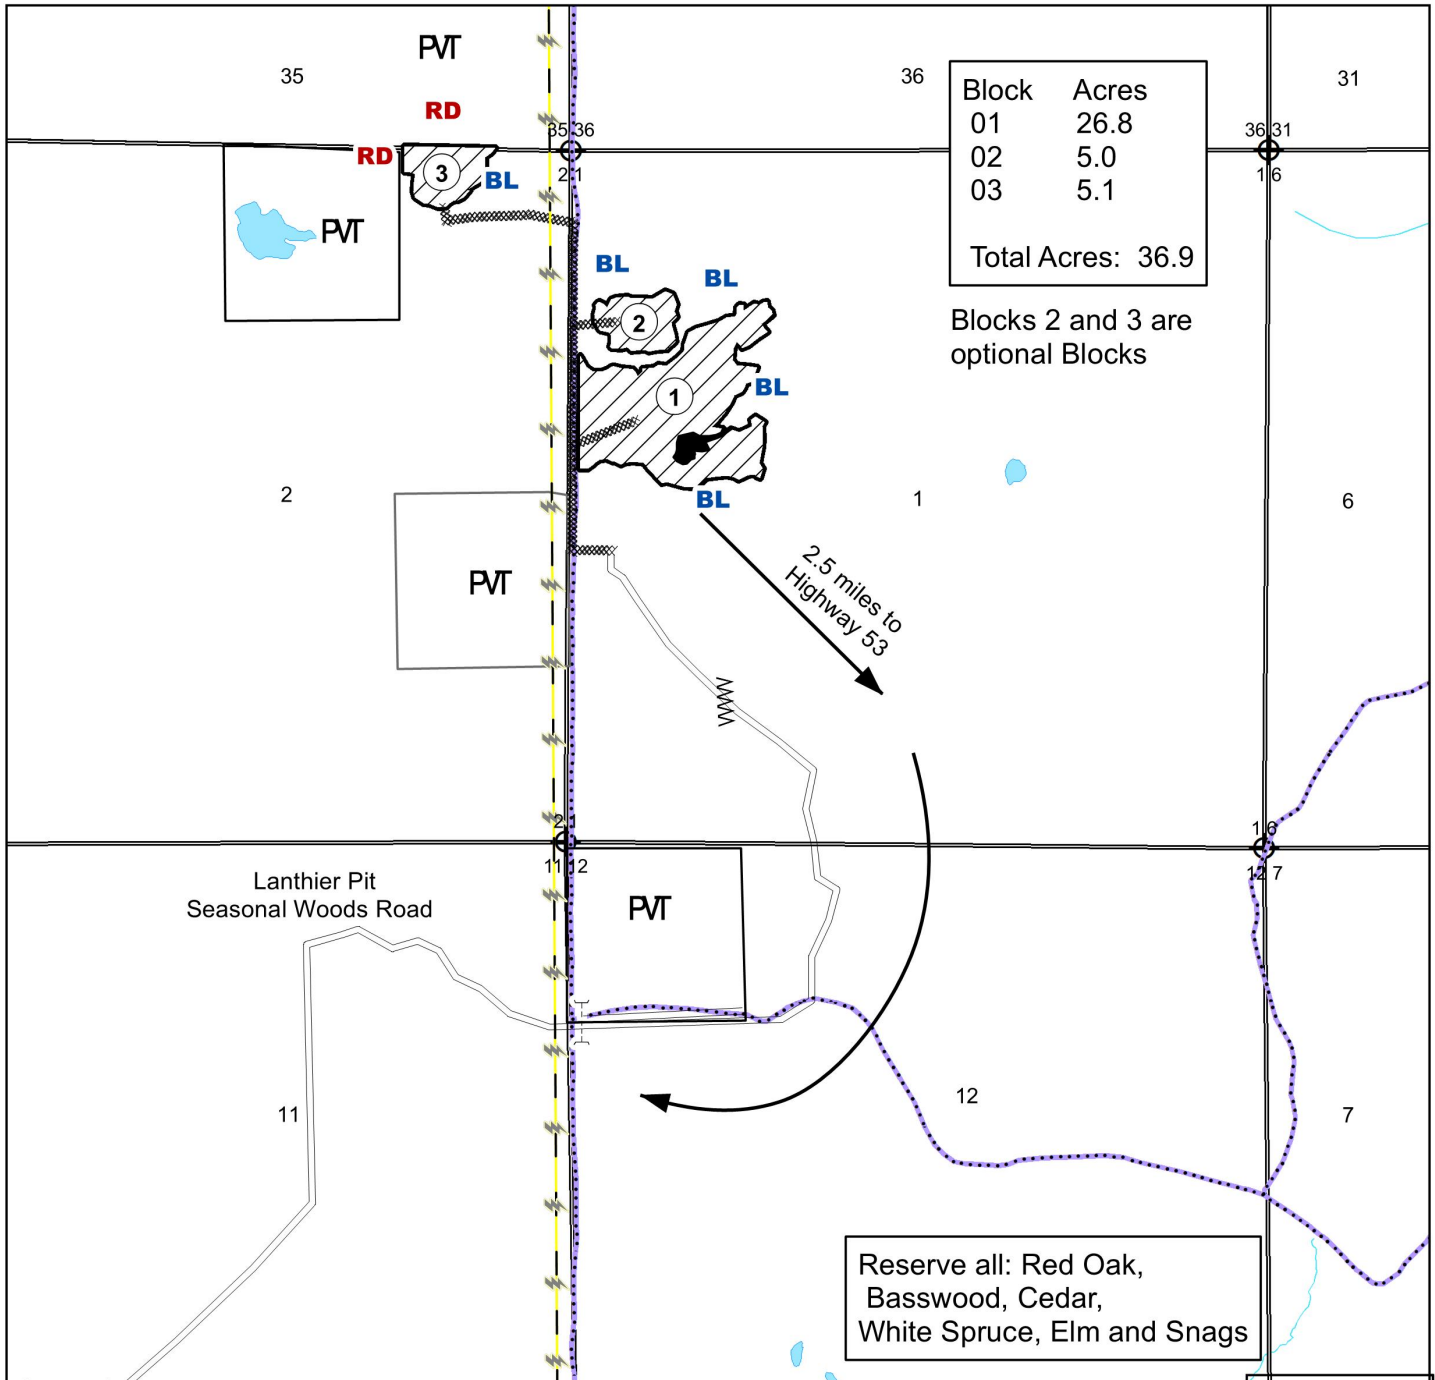 PVT
35
36
31
RD
Block Acres
01 26.8
02 5.0
03 5.1
Total Acres: 36.9
35 36
2 1
36 31
1 6
RD
3
BL
PVT
BL
BL
2
Blocks 2 and 3 are
optional Blocks
BL
1
2
BL
1
6
PVT
2.5 miles to
Highway 53
2 1
11 12
1 6
12 7
Lanthier Pit
Seasonal Woods Road
PVT
11
12
7
Reserve all: Red Oak,
Basswood, Cedar,
White Spruce, Elm and Snags